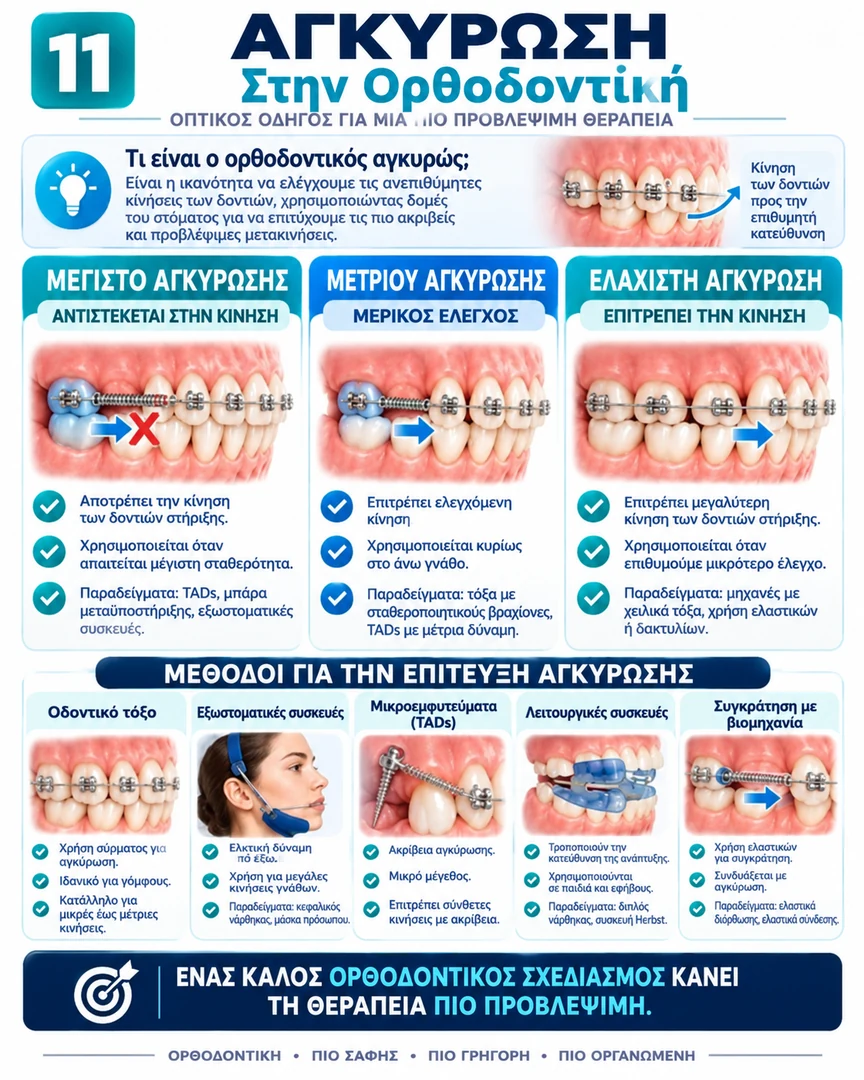 11
ΑΓΚΥΡΩΣΗ
Στην Ορθοδοντική
ΟΠΤΙΚΟΣ ΟΔΗΓΟΣ ΓΙΑ ΜΙΑ ΠΙΟ ΠΡΟΒΛΕΨΙΜΗ ΘΕΡΑΠΕΙΑ
Τι είναι ο ορθοδοντικός αγκυρώς;
Είναι η ικανότητα να ελέγχουμε τις ανεπιθύμητες
κίνήσεις των δοντιών, χρησιμοποιώντας δομές
του στόματος για να επιτύχουμε τις πιο ακριβείς
και προβλέψιμες μετακινήσεις.
Κίνηση
των δοντιών
προς την
επιθυμητή
κατεύθυνση
ΜΕΓΙΣΤΟ ΑΓΚΥΡΩΣΗΣ
ΑΝΤΙΣΤΕΚΕΤΑΙ ΣΤΗΝ ΚΙΝΗΣΗ
Αποτρέπει την κίνηση
των δοντιών στήριξης.
Χρησιμοποιείται όταν
απαιτείται μέγιστη σταθερότητα.
Παραδείγματα: TADs, μπάρα
μεταϋποστήριξης, εξωστοματικές
συσκευές.
ΜΕΤΡΙΟΥ ΑΓΚΥΡΩΣΗΣ
ΜΕΡΙΚΟΣ ΕΛΕΓΧΟΣ
Επιτρέπει ελεγχόμενη
κίνηση
Χρησιμοποιείται κυρίως
στο άνω γνάθο.
Παραδείγματα: τόξα με
σταθεροποιητικούς βραχίονες,
TADs με μέτρια δύναμη.
ΕΛΑΧΙΣΤΗ ΑΓΚΥΡΩΣΗ
ΕΠΙΤΡΕΠΕΙ ΤΗΝ ΚΙΝΗΣΗ
Επιτρέπει μεγαλύτερη
κίνηση των δοντιών στήριξης.
Χρησιμοποιείται όταν
επιθυμούμε μικρότερο έλεγχο.
Παραδείγματα: μηχανές με
χειλικά τόξα, χρήση ελαστικών
ή δακτυλίων.
ΜΕΘΟΔΟΙ ΓΙΑ ΤΗΝ ΕΠΙΤΕΥΞΗ ΑΓΚΥΡΩΣΗΣ
Οδοντικό τόξο
Χρήση σύρματος για
αγκύρωση.
Ιδανικό για γόμφους.
Κατάλληλο για
μικρές έως μέτριες
κινήσεις.
Εξωστοματικές συσκευές
Ελκτική δύναμη
πό έξω.
Χρήση για μεγάλες
κινήσεις γνάθων.
Παραδείγματα: κεφαλικός
νάρθηκας, μάσκα πρόσωπου.
Μικροεμφυτεύματα
(TADs)
Ακρίβεια αγκύρωσης.
Μικρό μέγεθος.
Επιτρέπει σύνθετες
κινήσεις με ακρίβεια.
Λειτουργικές συσκευές
Τροποποιούν την
κατεύθυνση της ανάπτυξης.
Χρησιμοποιούνται
σε παιδιά και εφήβους.
Παραδείγματα: διπλός
νάρθηκας, συσκευή Herbst.
Συγκράτηση με
βιομηχανία
Χρήση ελαστικών
για συγκράτηση.
Συνδυάζεται με
αγκύρωση.
Παραδείγματα: ελαστικά
διόρθωσης, ελαστικά σύνδεσης.
ΕΝΑΣ ΚΑΛΟΣ ΟΡΘΟΔΟΝΤΙΚΟΣ ΣΧΕΔΙΑΣΜΟΣ ΚΑΝΕΙ
ΤΗ ΘΕΡΑΠΕΙΑ ΠΙΟ ΠΡΟΒΛΕΨΙΜΗ.
ΟΡΘΟΔΟΝΤΙΚΗ • ΠΙΟ ΣΑΦΗΣ • ΠΙΟ ΓΡΗΓΟΡΗ • ΠΙΟ ΟΡΓΑΝΩΜΕΝΗ